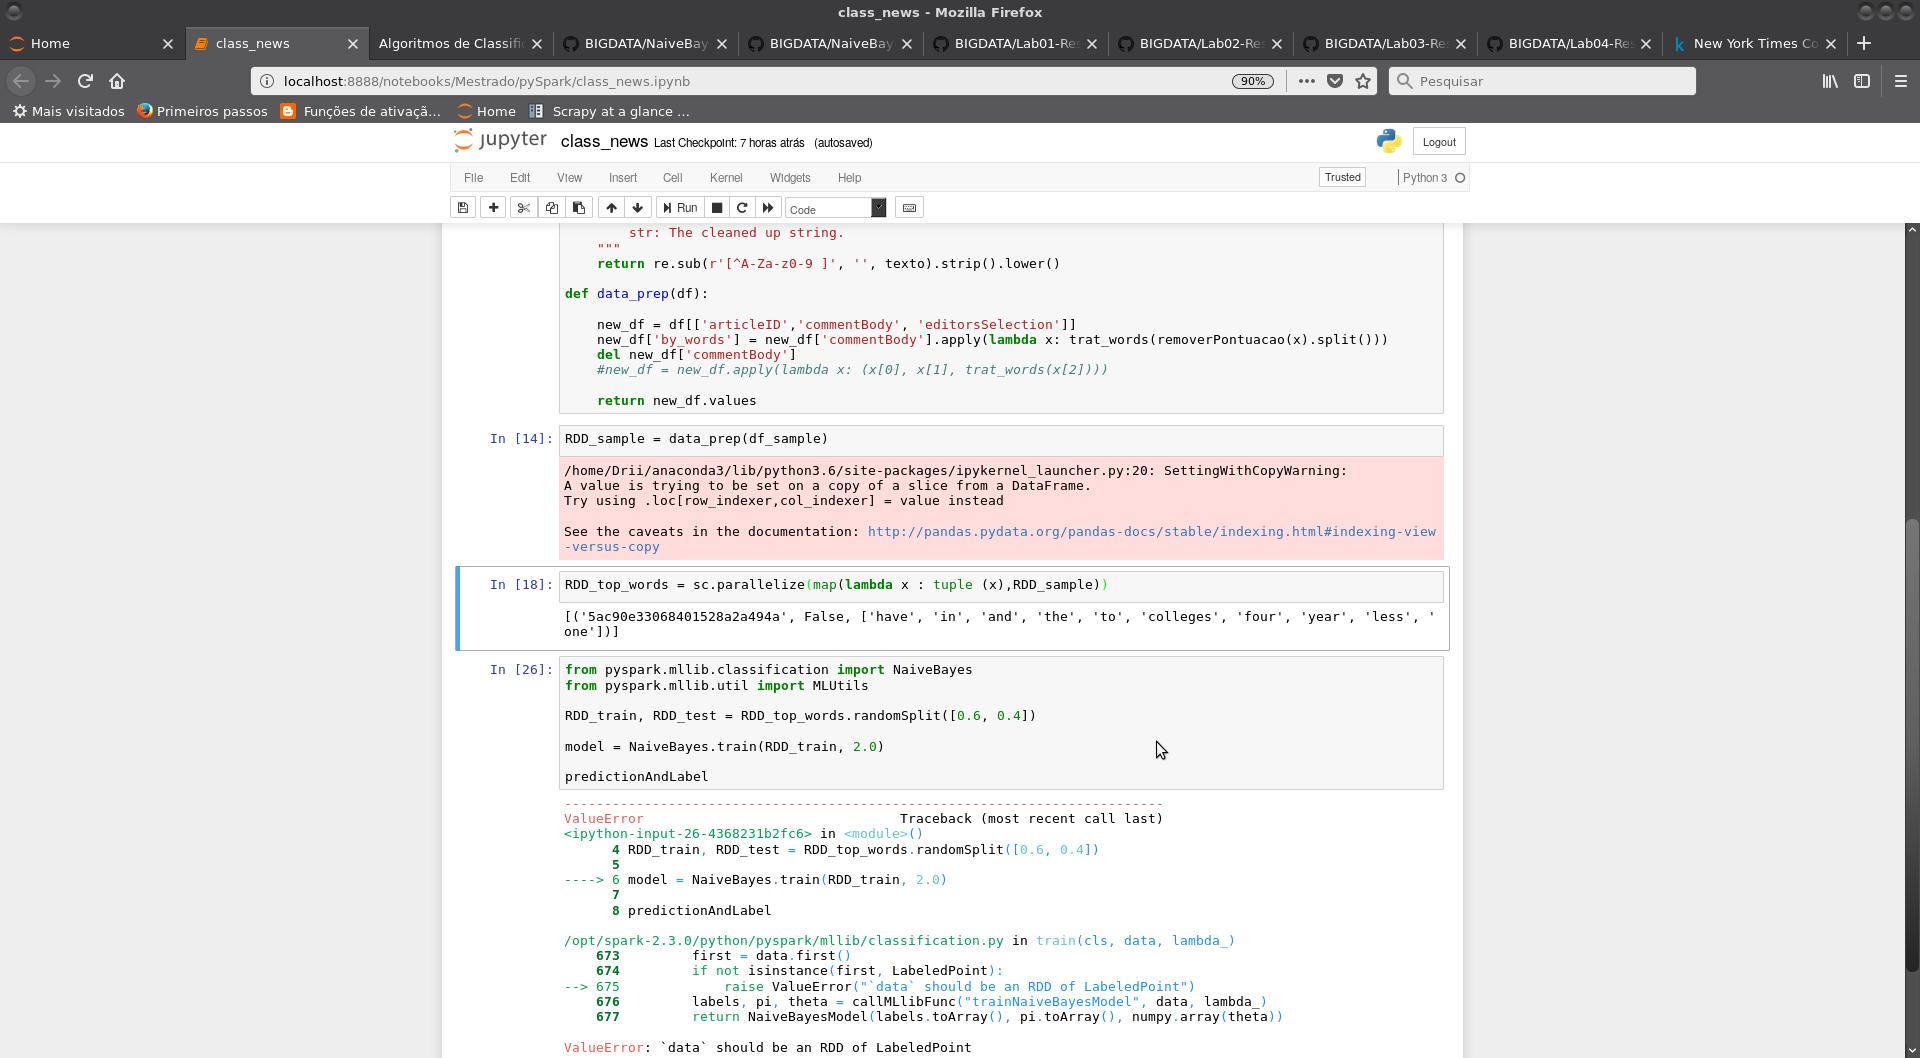 class_news - Mozilla Firefox
Home
class_news
Algoritmos de Classifi
BIGDATA/NaiveBay
BIGDATA/NaiveBay
BIGDATA/Lab01-Re
BIGDATA/Lab02-Re
BIGDATA/Lab03-Re
BIGDATA/Lab04-Re
New York Times Co
localhost:8888/notebooks/Mestrado/pySpark/class_news.ipynb
90%
Pesquisar
Mais visitados
Primeiros passos
Funções de ativaçã…
Home
Scrapy at a glance …
jupyter class_news Last Checkpoint: 7 horas atrás (autosaved)
Logout
File Edit View Insert Cell Kernel Widgets Help
Trusted
Python 3
Run
Code
str: The cleaned up string.
"""
return re.sub(r'[^A-Za-z0-9 ]', '', texto).strip().lower()
def data_prep(df):
new_df = df[['articleID','commentBody', 'editorsSelection']]
new_df['by_words'] = new_df['commentBody'].apply(lambda x: trat_words(removerPontuacao(x).split()))
del new_df['commentBody']
#new_df = new_df.apply(lambda x: (x[0], x[1], trat_words(x[2])))
return new_df.values
In [14]: RDD_sample = data_prep(df_sample)
/home/Drii/anaconda3/lib/python3.6/site-packages/ipykernel_launcher.py:20: SettingWithCopyWarning:
A value is trying to be set on a copy of a slice from a DataFrame.
Try using .loc[row_indexer,col_indexer] = value instead
See the caveats in the documentation: http://pandas.pydata.org/pandas-docs/stable/indexing.html#indexing-view
-versus-copy
In [18]: RDD_top_words = sc.parallelize(map(lambda x : tuple (x),RDD_sample))
[('5ac90e33068401528a2a494a', False, ['have', 'in', 'and', 'the', 'to', 'colleges', 'four', 'year', 'less', '
one'])]
In [26]: from pyspark.mllib.classification import NaiveBayes
from pyspark.mllib.util import MLUtils
RDD_train, RDD_test = RDD_top_words.randomSplit([0.6, 0.4])
model = NaiveBayes.train(RDD_train, 2.0)
predictionAndLabel
---------------------------------------------------------------------------
ValueError Traceback (most recent call last)
<ipython-input-26-4368231b2fc6> in <module>()
4 RDD_train, RDD_test = RDD_top_words.randomSplit([0.6, 0.4])
5
----> 6 model = NaiveBayes.train(RDD_train, 2.0)
7
8 predictionAndLabel
/opt/spark-2.3.0/python/pyspark/mllib/classification.py in train(cls, data, lambda_)
673 first = data.first()
674 if not isinstance(first, LabeledPoint):
--> 675 raise ValueError("`data` should be an RDD of LabeledPoint")
676 labels, pi, theta = callMLlibFunc("trainNaiveBayesModel", data, lambda_)
677 return NaiveBayesModel(labels.toArray(), pi.toArray(), numpy.array(theta))
ValueError: `data` should be an RDD of LabeledPoint